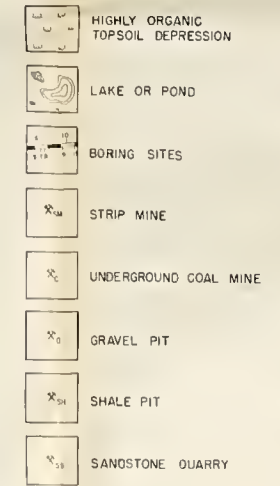 HIGHLY ORGANIC
TOPSOIL DEPRESSION
LAKE OR POND
BORING SITES
STRIP MINE
C
UNDERGROUND COAL MINE
GRAVEL PIT
SH
SHALE PIT
SANDSTONE QUARRY